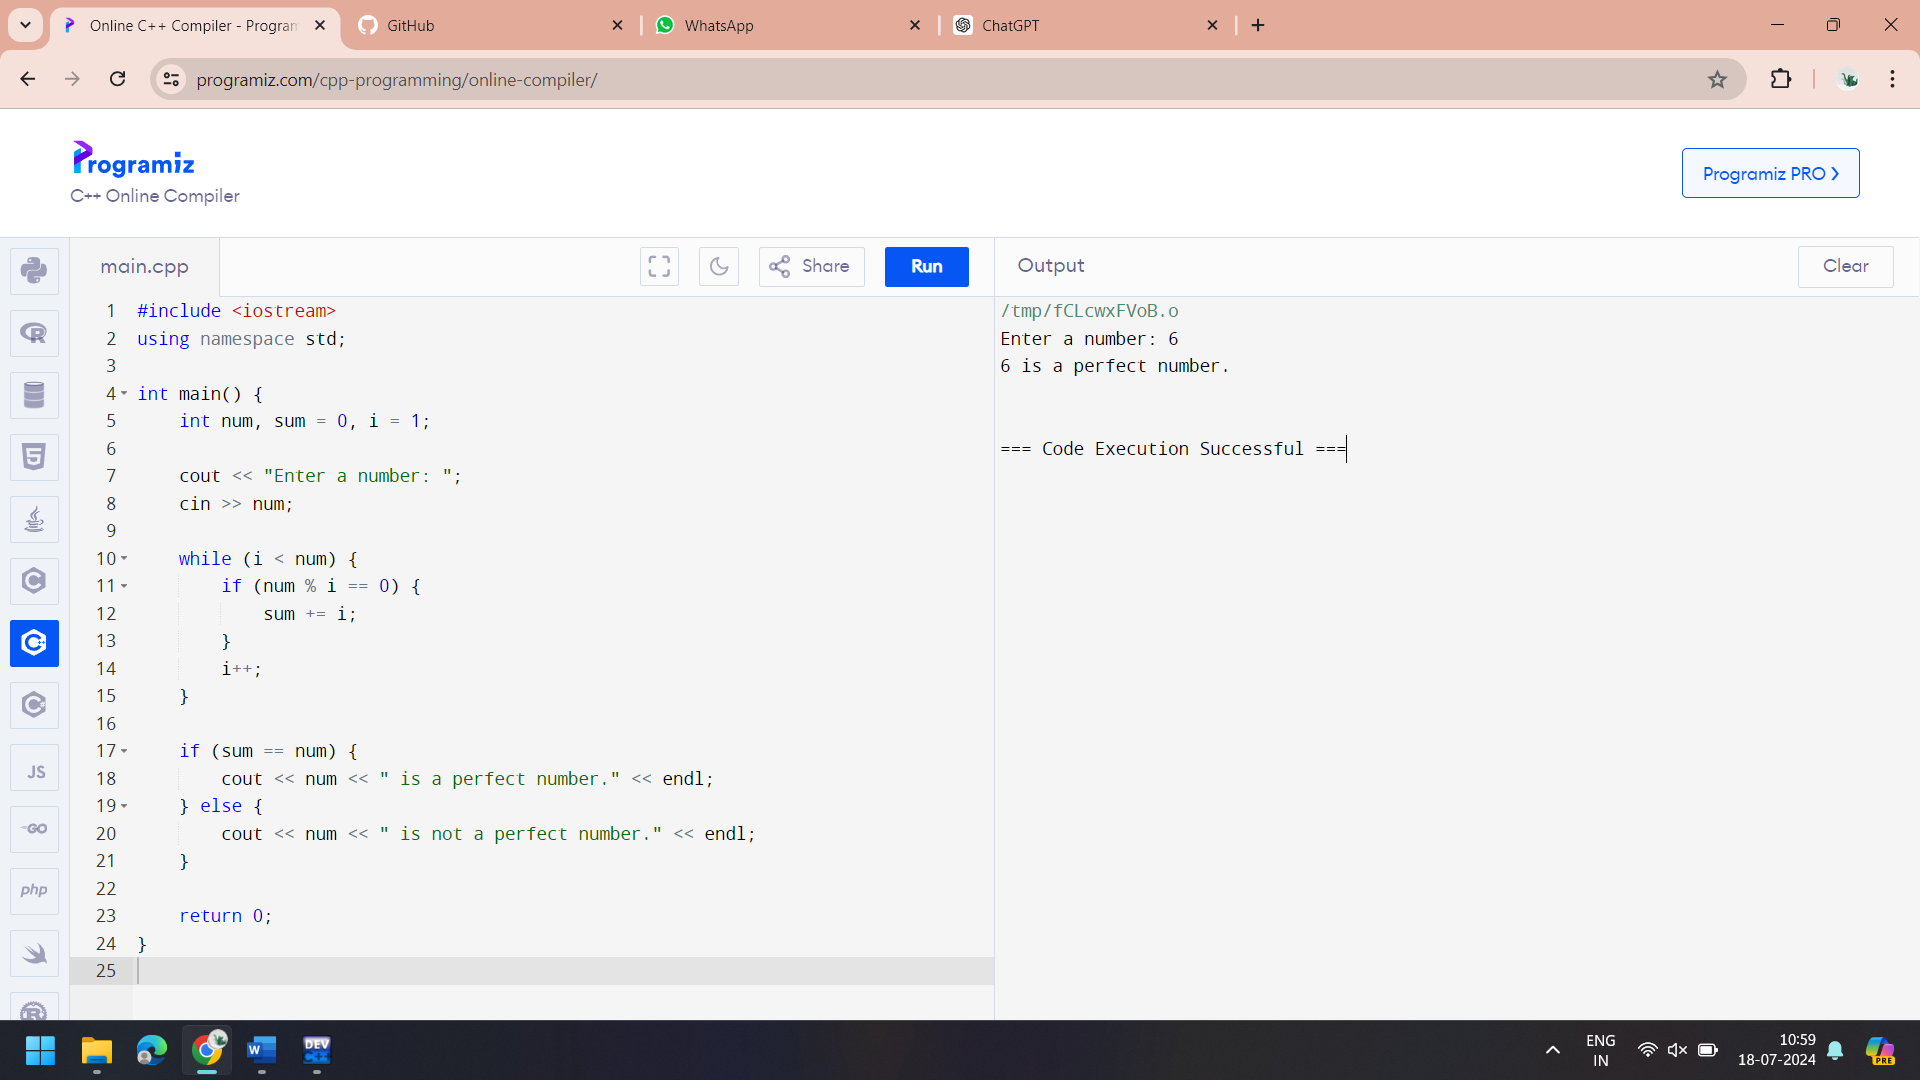 Online C++ Compiler - Program
GitHub
WhatsApp
ChatGPT
programiz.com/cpp-programming/online-compiler/
Programiz
C++ Online Compiler
Programiz PRO
main.cpp
Share
Run
Output
Clear
1 #include <iostream>
2 using namespace std;
3
4 int main() {
5     int num, sum = 0, i = 1;
6
7     cout << "Enter a number: ";
8     cin >> num;
9
10     while (i < num) {
11         if (num % i == 0) {
12             sum += i;
13         }
14         i++;
15     }
16
17     if (sum == num) {
18         cout << num << " is a perfect number." << endl;
19     } else {
20         cout << num << " is not a perfect number." << endl;
21     }
22
23     return 0;
24 }
25
/tmp/fCLcwxFVoB.o
Enter a number: 6
6 is a perfect number.
=== Code Execution Successful ===
R
5
C
C++
C
JS
GO
php
R
W
DEV
C++
ENG
IN
10:59
18-07-2024
PRE